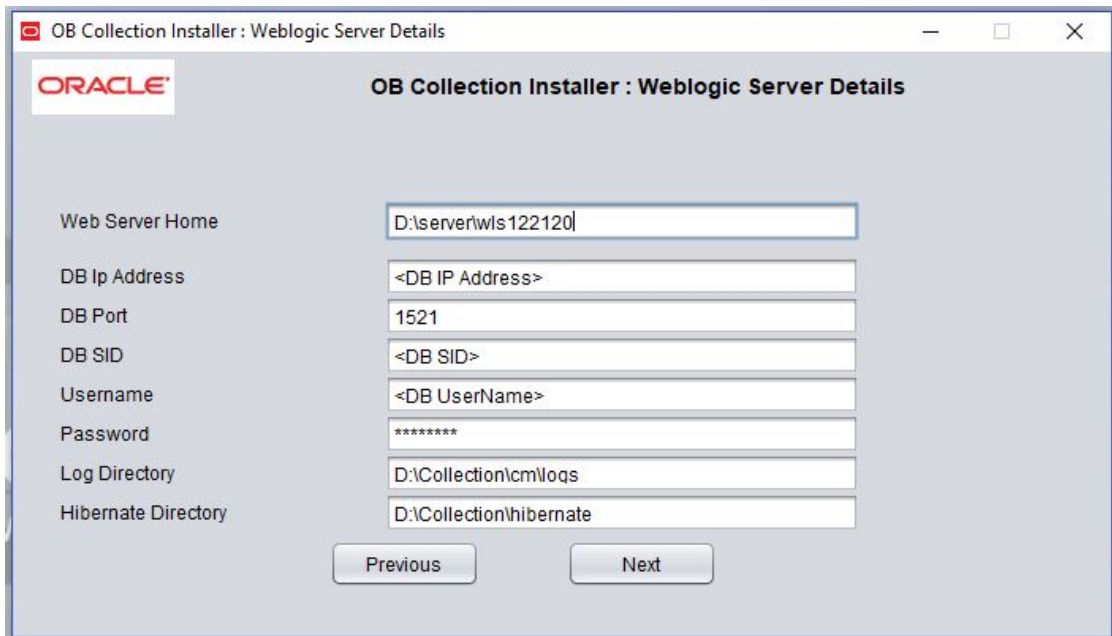 OB Collection Installer : Weblogic Server Details
ORACLE®
OB Collection Installer : Weblogic Server Details
Web Server Home D:\server\wls122120
DB Ip Address <DB IP Address>
DB Port 1521
DB SID <DB SID>
Username <DB UserName>
Password ********
Log Directory D:\Collection\cm\logs
Hibernate Directory D:\Collection\hibernate
Previous Next